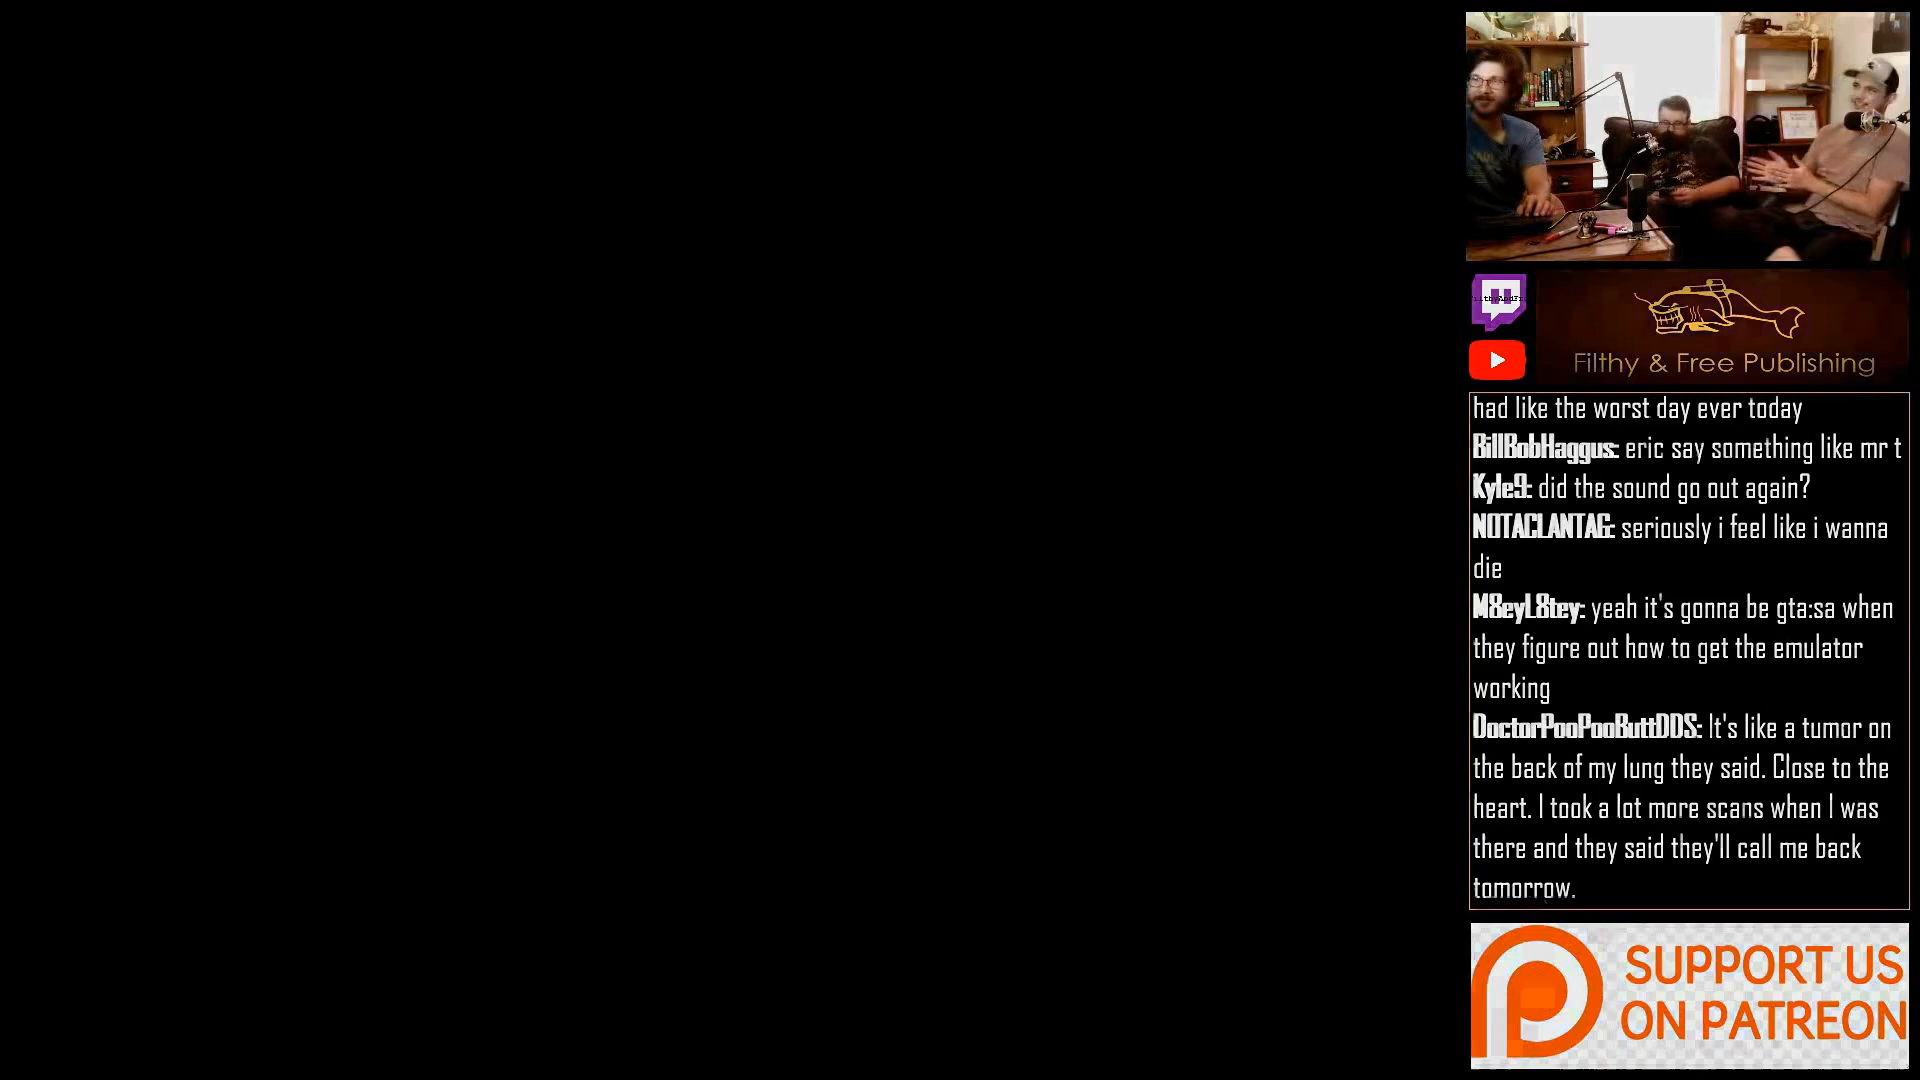 Filthy & Free Publishing
had like the worst day ever today
BillBobHaggus: eric say something like mr t
Kyle9: did the sound go out again?
NOTACLANTAG: seriously i feel like i wanna
die
M8eyL8tey: yeah it's gonna be gta:sa when
they figure out how to get the emulator
working
DoctorPooPooButtDDS: It's like a tumor on
the back of my lung they said. Close to the
heart. I took a lot more scans when I was
there and they said they'll call me back
tomorrow.
SUPPORT US
ON PATREON